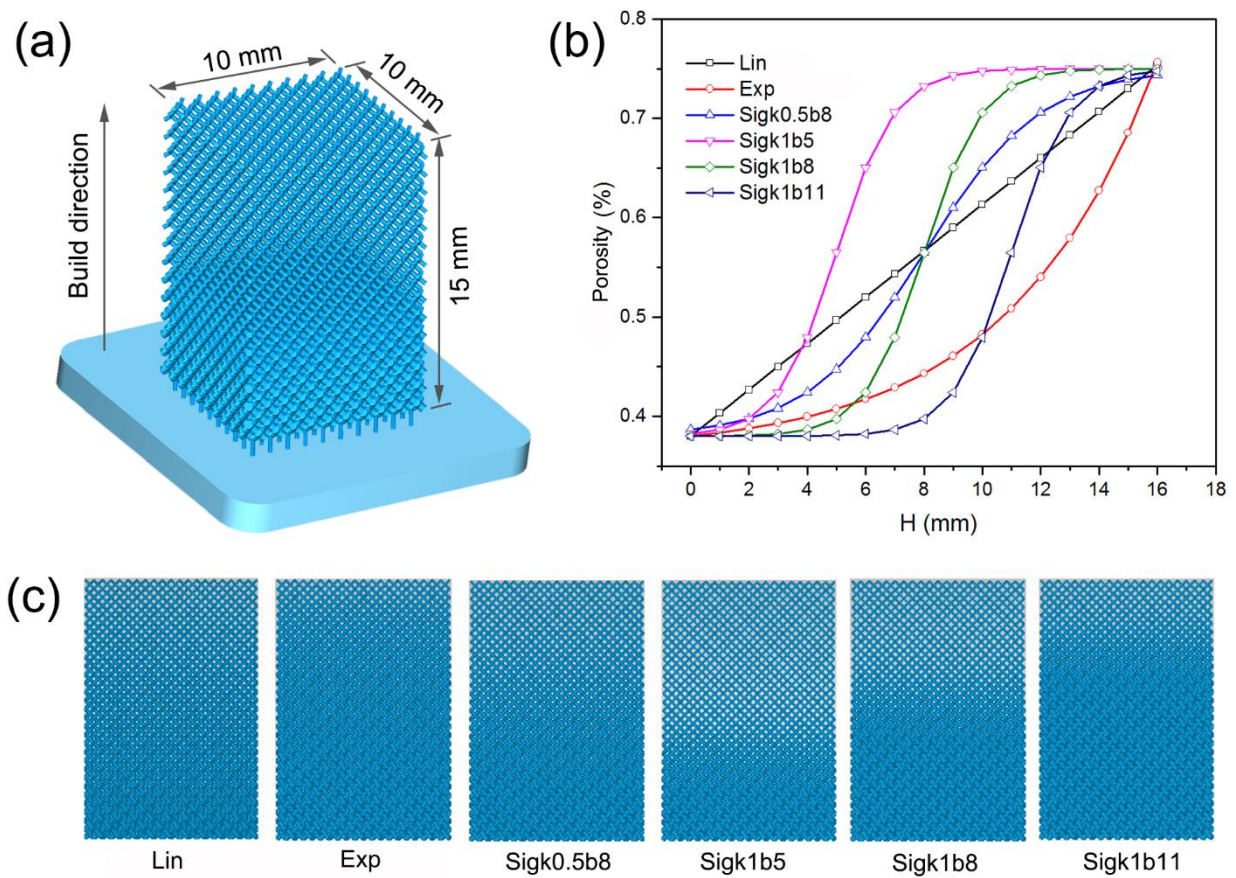 (a)
10 mm
10 mm
15 mm
Build direction
(b)
Lin
Exp
Sigk0.5b8
Sigk1b5
Sigk1b8
Sigk1b11
0.8
0.7
0.6
0.5
0.4
Porosity (%)
0 2 4 6 8 10 12 14 16 18
H (mm)
(c)
Lin Exp Sigk0.5b8 Sigk1b5 Sigk1b8 Sigk1b11